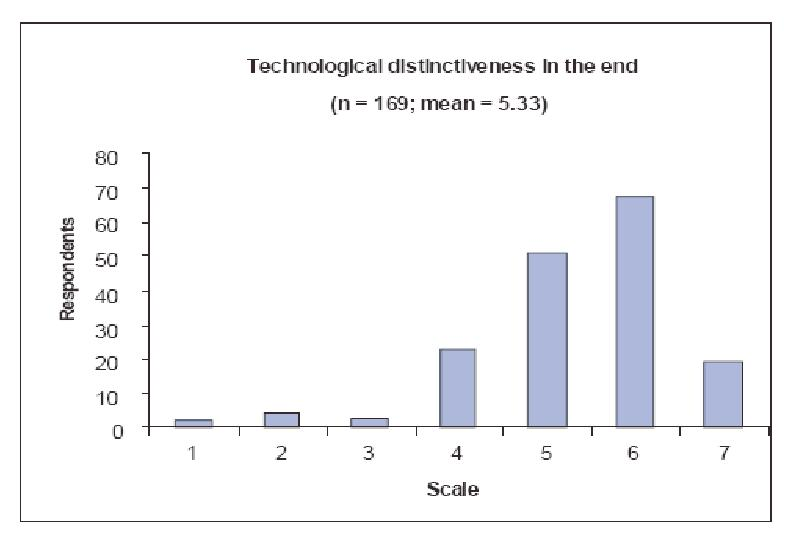 Technological distinctiveness in the end
(n = 169; mean = 5.33)
80
70
60
50
40
30
20
10
0
Respondents
1 2 3 4 5 6 7
Scale